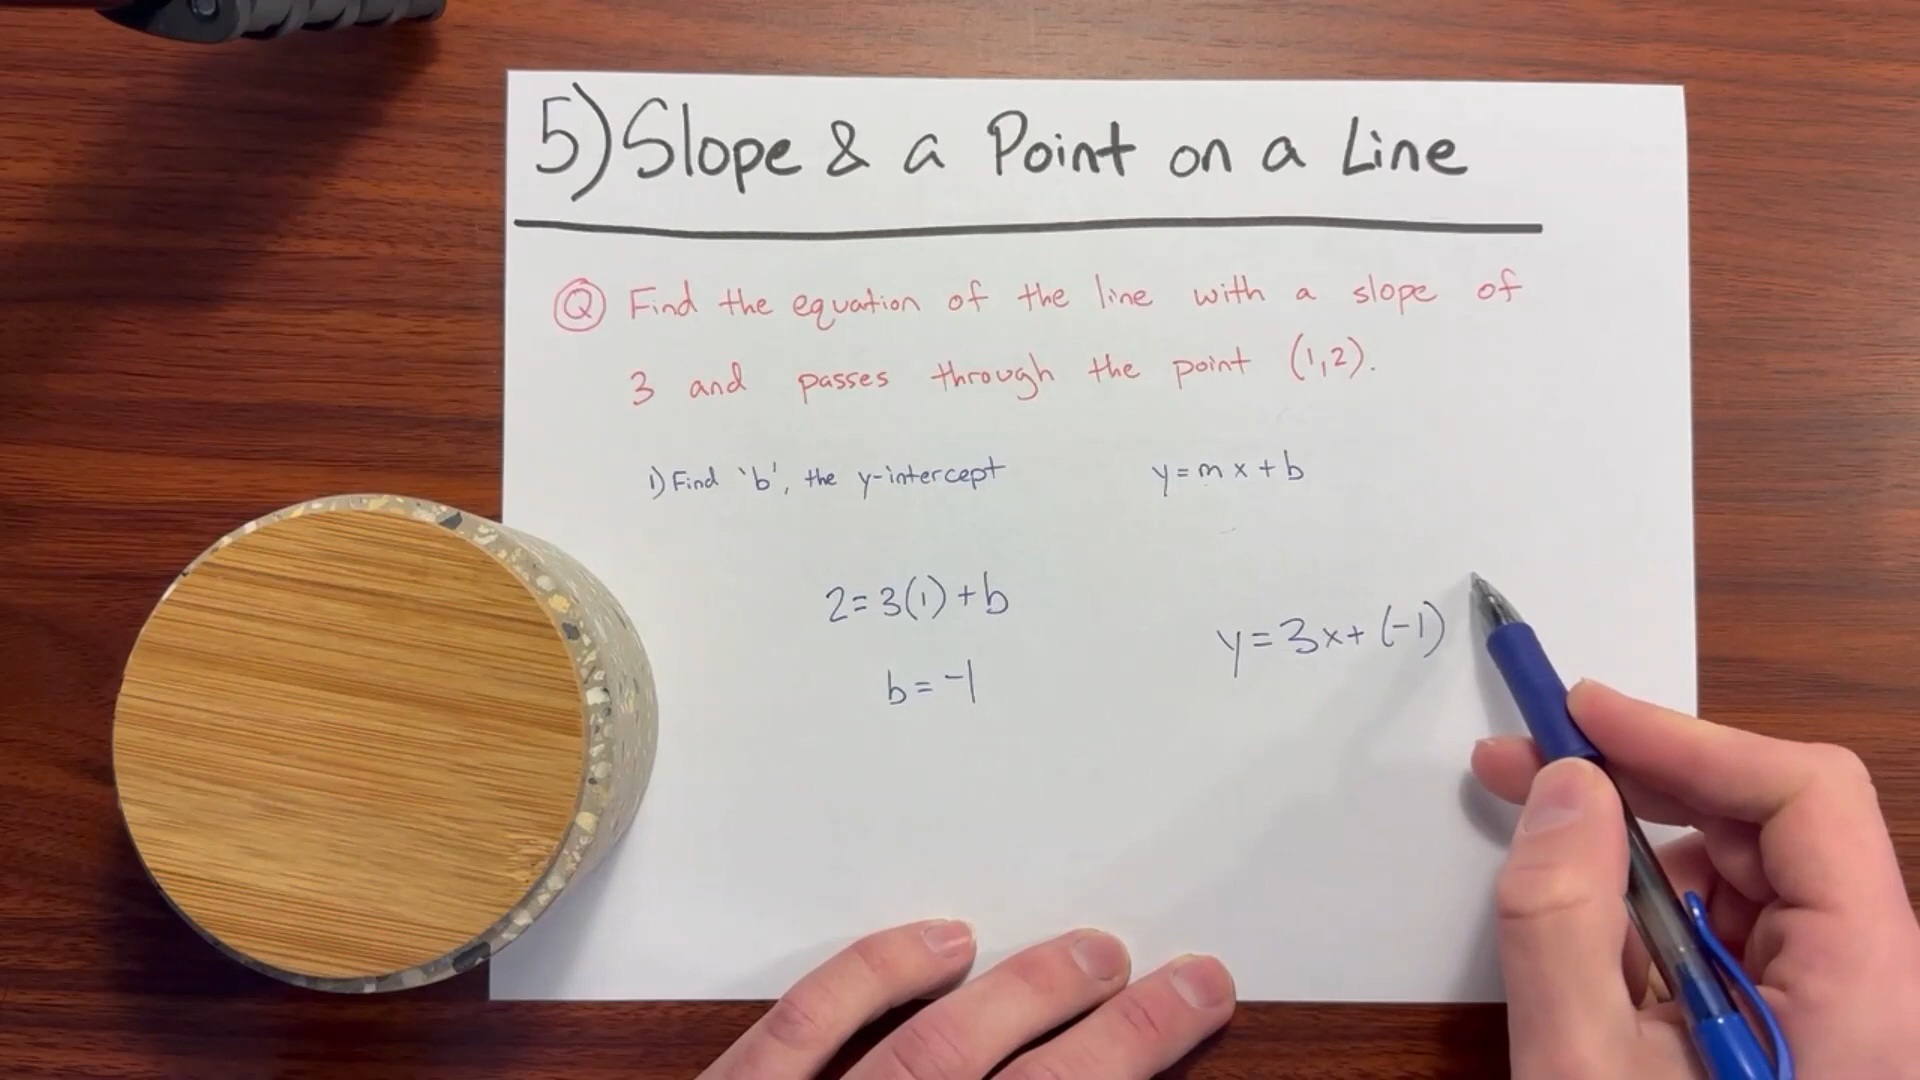 5) Slope & a Point on a Line
Q Find the equation of the line with a slope of
3 and passes through the point (1,2).
1) Find 'b', the y-intercept
y=mx+b
2=3(1)+b
y=3x+(-1)
b=-1